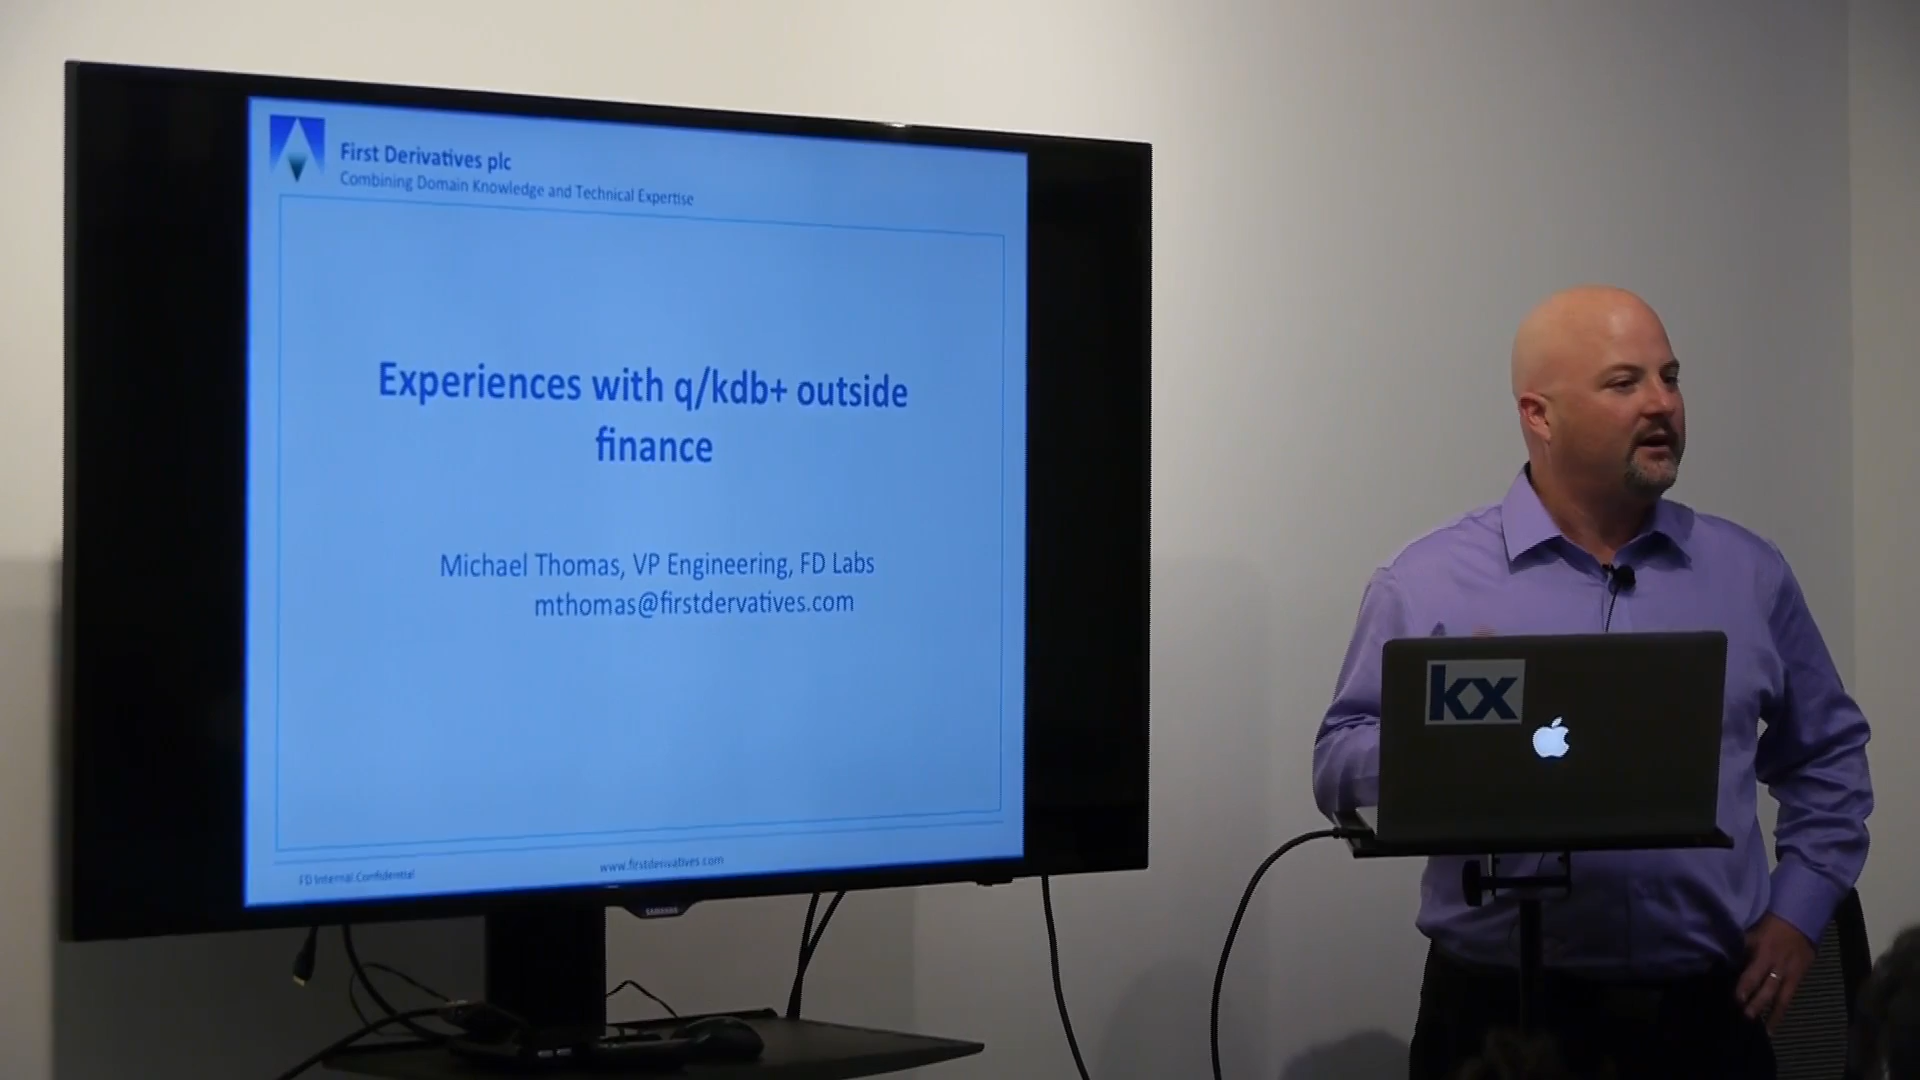 First Derivatives plc
Combining Domain Knowledge and Technical Expertise
Experiences with q/kdb+ outside
finance
Michael Thomas, VP Engineering, FD Labs
mthomas@firstdervatives.com
FD Internal Confidential
www.firstderivatives.com
SAMSUNG
kx